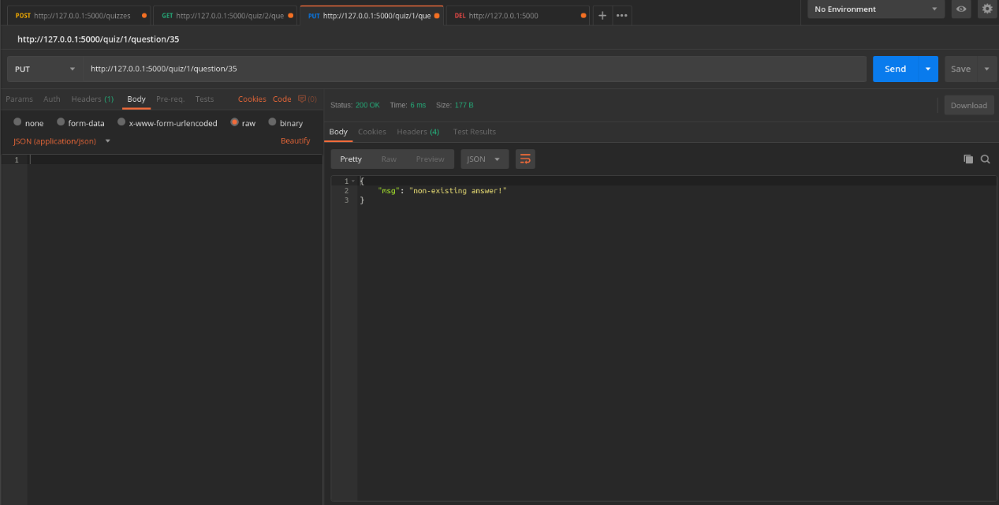 POST http://127.0.0.1:5000/quizzes GET http://127.0.0.1:5000/quiz/2/que PUT http://127.0.0.1:5000/quiz/1/que DEL http://127.0.0.1:5000 No Environment
http://127.0.0.1:5000/quiz/1/question/35
PUT http://127.0.0.1:5000/quiz/1/question/35 Send Save
Params Auth Headers (1) Body Pre-req. Tests Cookies Code (0)
Status: 200 OK Time: 6 ms Size: 177 B Download
none form-data x-www-form-urlencoded raw binary
JSON (application/json) Beautify
1
Body Cookies Headers (4) Test Results
Pretty Raw Preview JSON
1 {
2 "msg": "non-existing answer!"
3 }